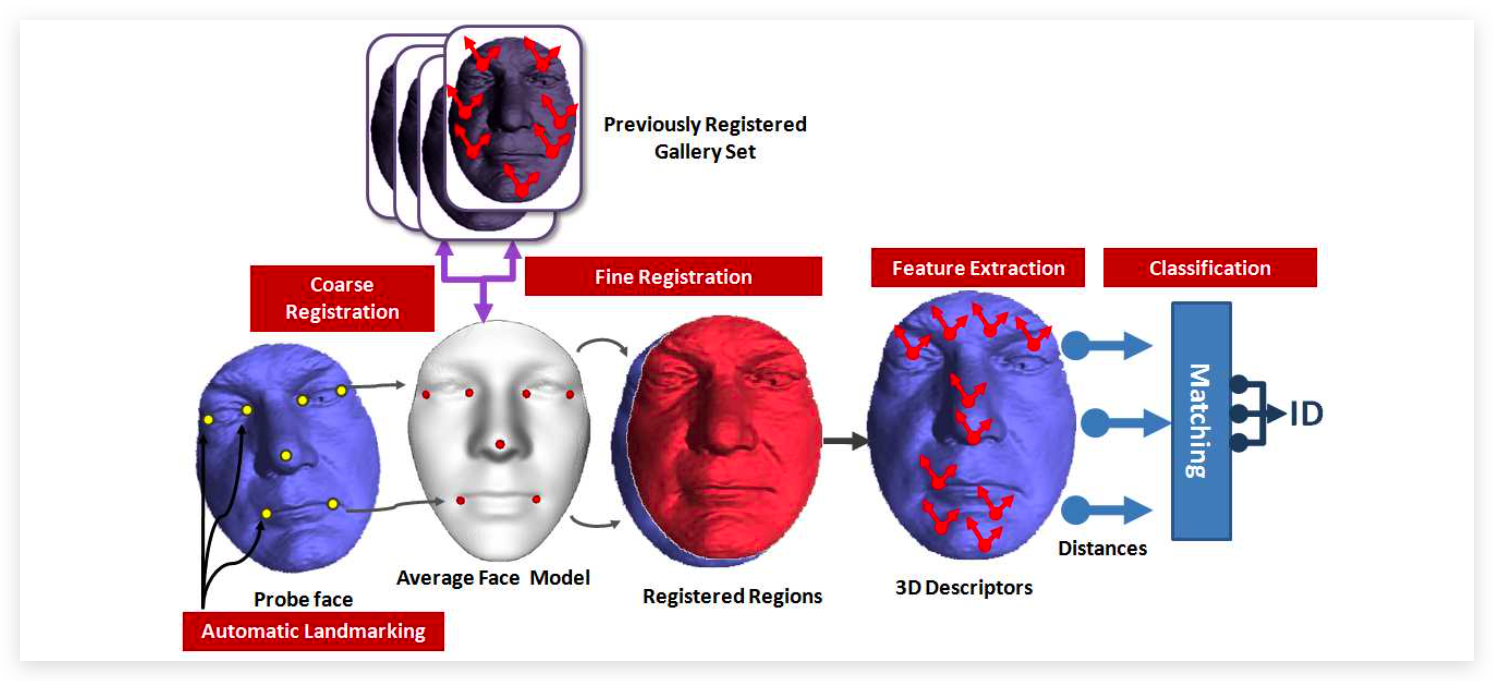 Previously Registered
Gallery Set
Coarse
Registration
Fine Registration
Feature Extraction
Classification
Matching
ID
Distances
Average Face Model
Registered Regions
3D Descriptors
Probe face
Automatic Landmarking